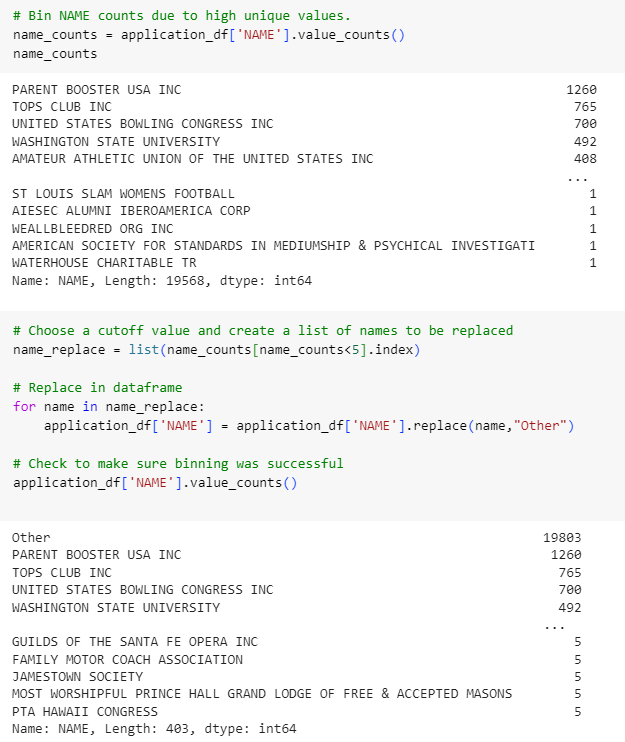 # Bin NAME counts due to high unique values.
name_counts = application_df['NAME'].value_counts()
name_counts
PARENT BOOSTER USA INC 1260
TOPS CLUB INC 765
UNITED STATES BOWLING CONGRESS INC 700
WASHINGTON STATE UNIVERSITY 492
AMATEUR ATHLETIC UNION OF THE UNITED STATES INC 408
...
ST LOUIS SLAM WOMENS FOOTBALL 1
AIESEC ALUMNI IBEROAMERICA CORP 1
WEALLBLEEDRED ORG INC 1
AMERICAN SOCIETY FOR STANDARDS IN MEDIUMSHIP & PSYCHICAL INVESTIGATI 1
WATERHOUSE CHARITABLE TR 1
Name: NAME, Length: 19568, dtype: int64
# Choose a cutoff value and create a list of names to be replaced
name_replace = list(name_counts[name_counts<5].index)
# Replace in dataframe
for name in name_replace:
    application_df['NAME'] = application_df['NAME'].replace(name,"Other")
# Check to make sure binning was successful
application_df['NAME'].value_counts()
Other 19803
PARENT BOOSTER USA INC 1260
TOPS CLUB INC 765
UNITED STATES BOWLING CONGRESS INC 700
WASHINGTON STATE UNIVERSITY 492
...
GUILDS OF THE SANTA FE OPERA INC 5
FAMILY MOTOR COACH ASSOCIATION 5
JAMESTOWN SOCIETY 5
MOST WORSHIPFUL PRINCE HALL GRAND LODGE OF FREE & ACCEPTED MASONS 5
PTA HAWAII CONGRESS 5
Name: NAME, Length: 403, dtype: int64